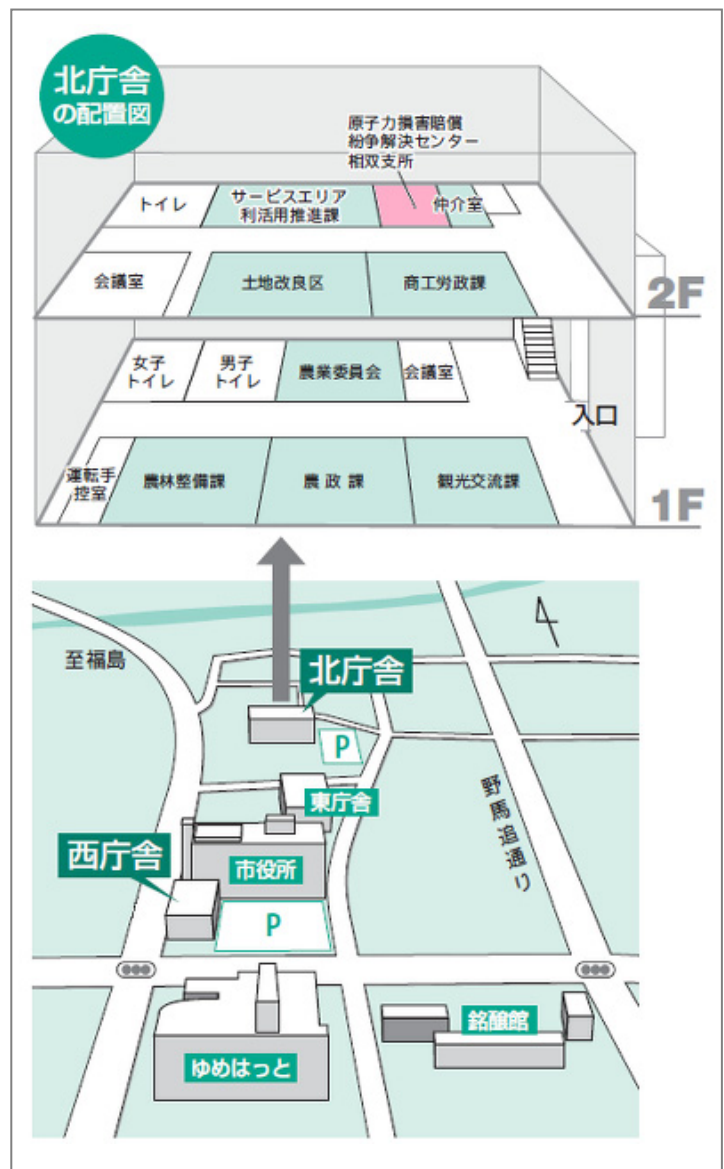 北庁舎
の配置図
原子力損害賠償
紛争解決センター
相双支所
トイレ
サービスエリア
利活用推進課
仲介室
会議室
土地改良区
商工労政課
2F
女子
トイレ
男子
トイレ
農業委員会
会議室
入口
運転手
控室
農林整備課
農政課
観光交流課
1F
至福島
北庁舎
P
東庁舎
野馬追通り
西庁舎
市役所
P
銘醸館
ゆめはっと